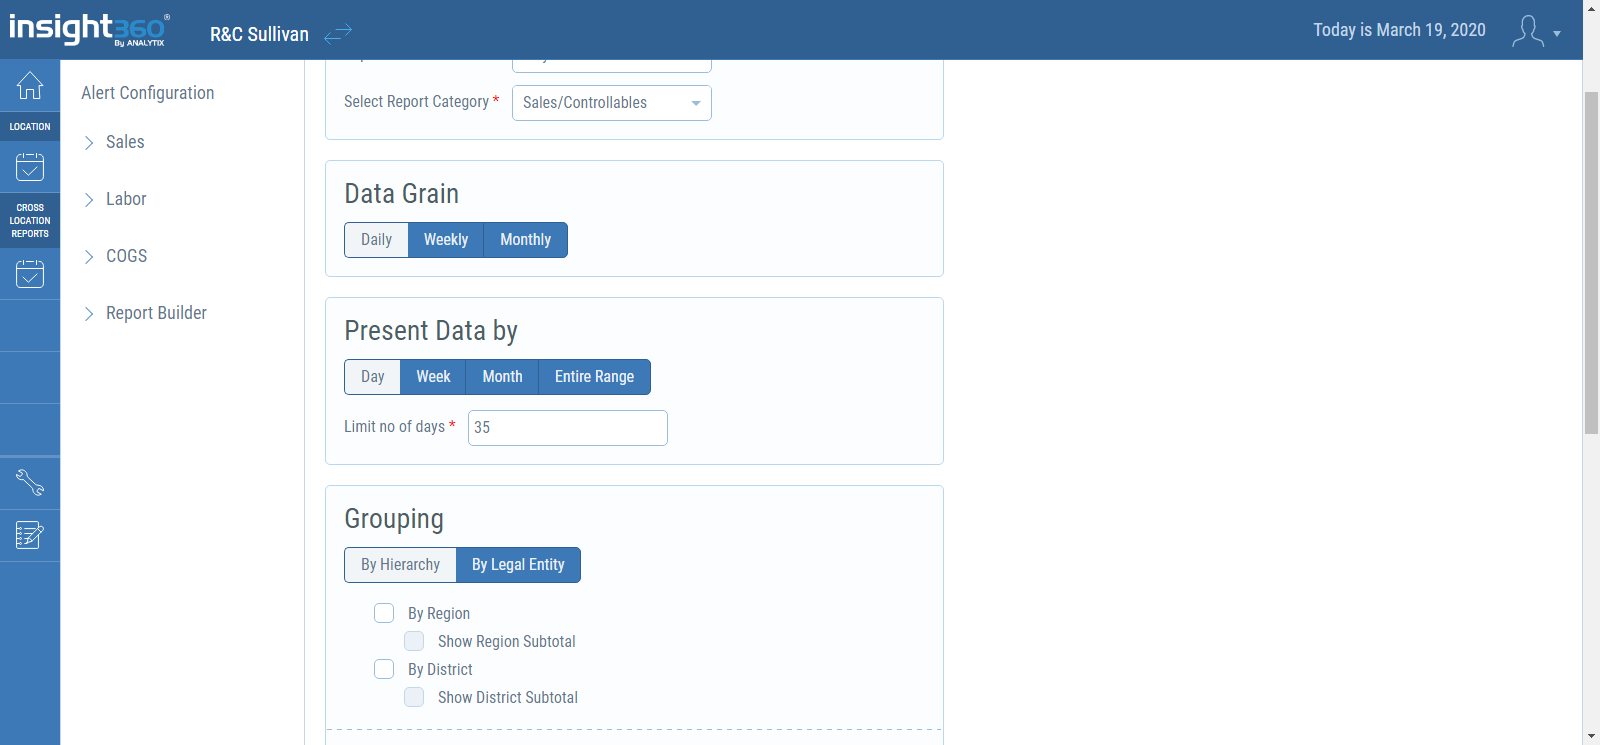 insight360®
By ANALYTIX
R&C Sullivan
Today is March 19, 2020
LOCATION
CROSS
LOCATION
REPORTS
Alert Configuration
Sales
Labor
COGS
Report Builder
Select Report Category *
Sales/Controllables
Data Grain
Daily Weekly Monthly
Present Data by
Day Week Month Entire Range
Limit no of days * 35
Grouping
By Hierarchy By Legal Entity
By Region
Show Region Subtotal
By District
Show District Subtotal